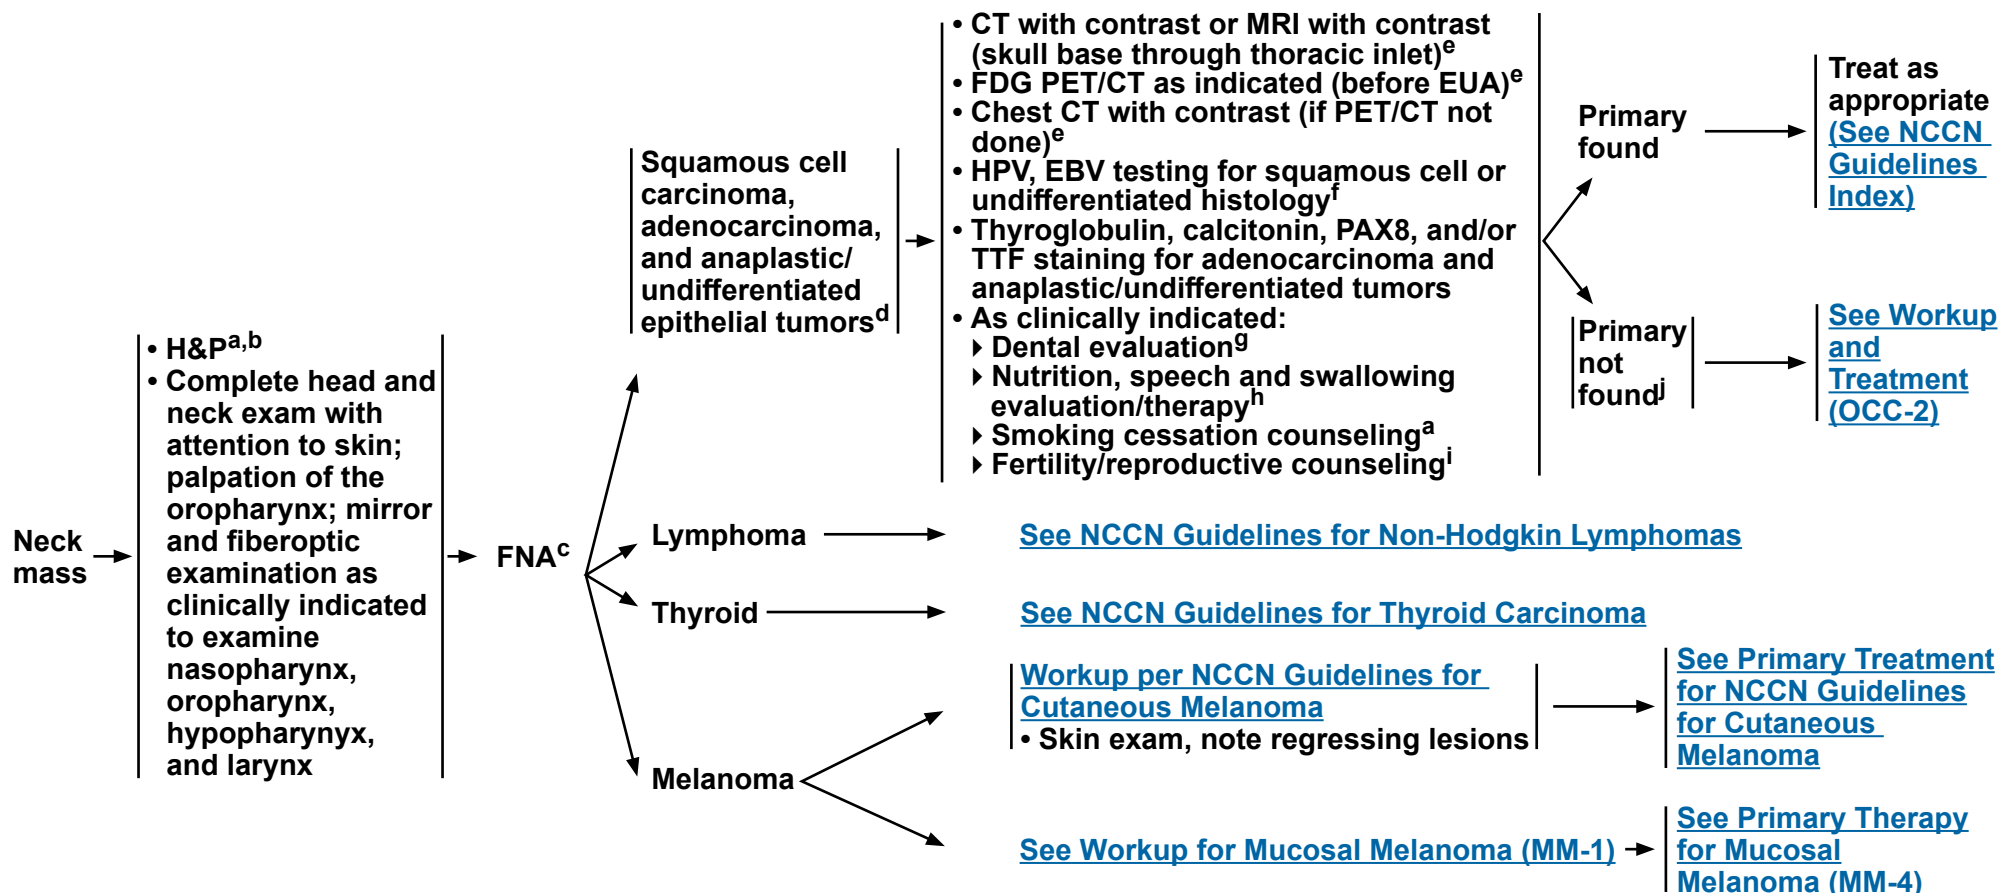 Neck
mass
• H&Pa,b
• Complete head and
neck exam with
attention to skin;
palpation of the
oropharynx; mirror
and fiberoptic
examination as
clinically indicated
to examine
nasopharynx,
oropharynx,
hypopharynyx,
and larynx
FNAc
Squamous cell
carcinoma,
adenocarcinoma,
and anaplastic/
undifferentiated
epithelial tumorsd
• CT with contrast or MRI with contrast
(skull base through thoracic inlet)e
• FDG PET/CT as indicated (before EUA)e
• Chest CT with contrast (if PET/CT not
done)e
• HPV, EBV testing for squamous cell or
undifferentiated histologyf
• Thyroglobulin, calcitonin, PAX8, and/or
TTF staining for adenocarcinoma and
anaplastic/undifferentiated tumors
• As clinically indicated:
‣ Dental evaluationg
‣ Nutrition, speech and swallowing
evaluation/therapyh
‣ Smoking cessation counselinga
‣ Fertility/reproductive counselingi
Primary
found
Treat as
appropriate
(See NCCN
Guidelines
Index)
Primary
not
foundj
See Workup
and
Treatment
(OCC-2)
Lymphoma
See NCCN Guidelines for Non-Hodgkin Lymphomas
Thyroid
See NCCN Guidelines for Thyroid Carcinoma
Melanoma
Workup per NCCN Guidelines for
Cutaneous Melanoma
• Skin exam, note regressing lesions
See Primary Treatment
for NCCN Guidelines
for Cutaneous
Melanoma
See Workup for Mucosal Melanoma (MM-1)
See Primary Therapy
for Mucosal
Melanoma (MM-4)